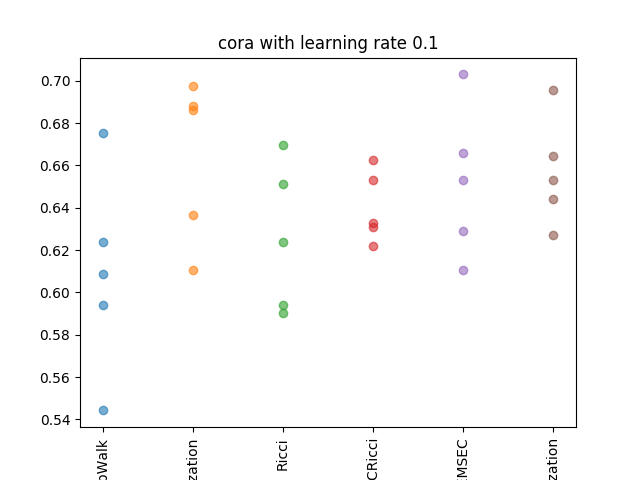 cora with learning rate 0.1
0.70
0.68
0.66
0.64
0.62
0.60
0.58
0.56
0.54
Walk
zation
Ricci
CRicci
MSEC
zation